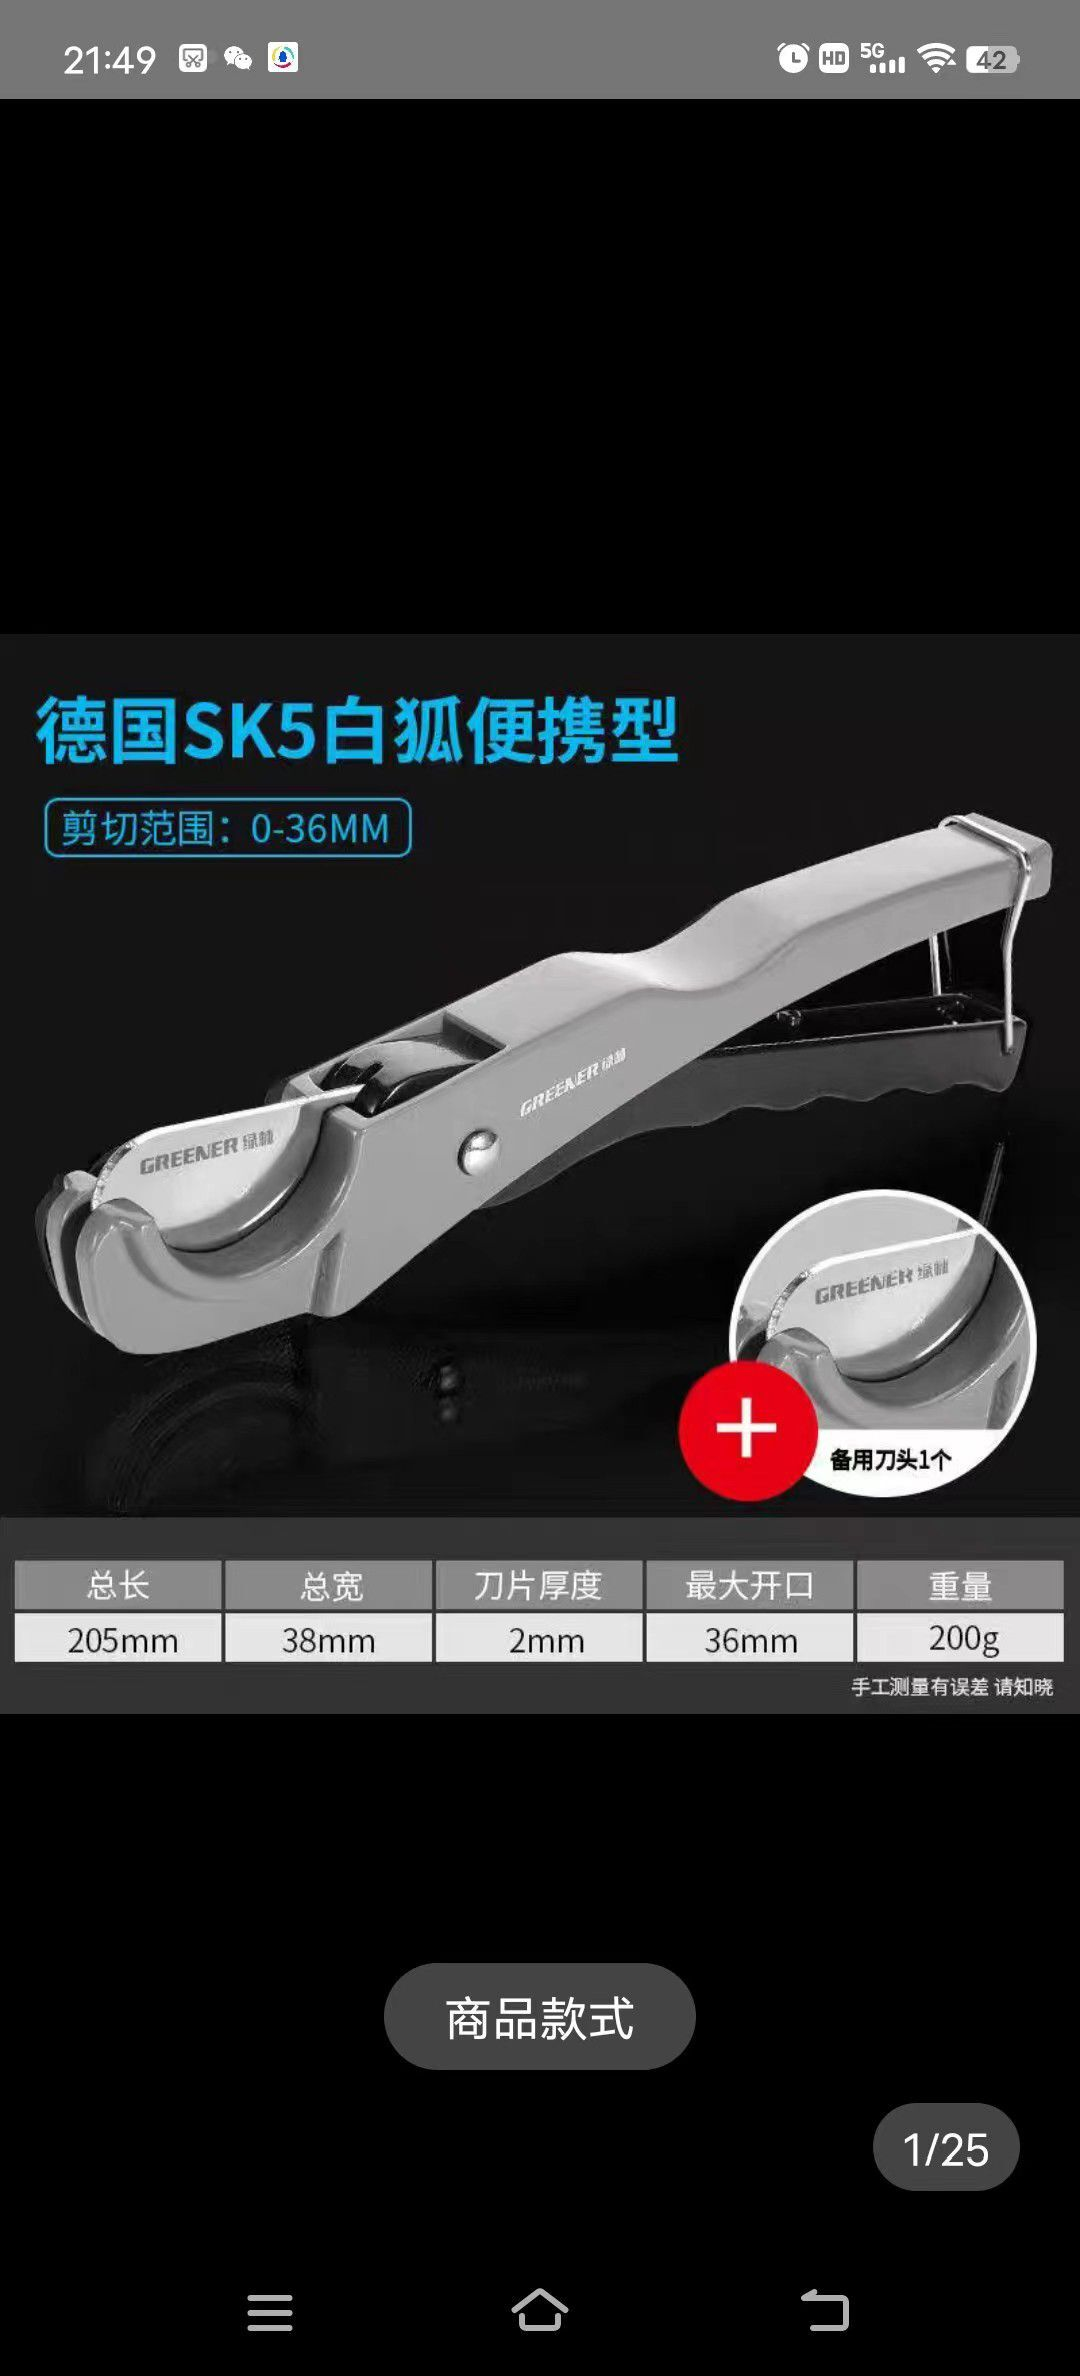 21:49
HD
5G
42
德国SK5白狐便携型
剪切范围：0-36MM
GREENER 绿林
GREENER 绿林
GREENER 绿林
备用刀头1个
总长 总宽 刀片厚度 最大开口 重量
205mm 38mm 2mm 36mm 200g
手工测量有误差 请知晓
商品款式
1/25